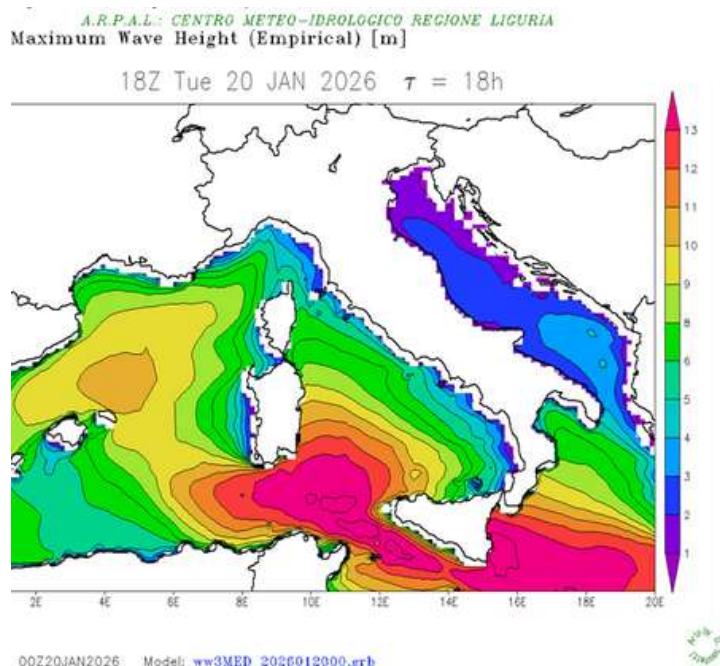 A.R.P.A.L.: CENTRO METEO-IDROLOGICO REGIONE LIGURIA
Maximum Wave Height (Empirical) [m]
18Z Tue 20 JAN 2026 τ = 18h
13
12
11
10
9
8
6
5
4
3
2
1
2E 4E 6E 8E 10E 12E 14E 16E 18E 20E
00Z20JAN2026 Model: ww3MED_2026012000.grb